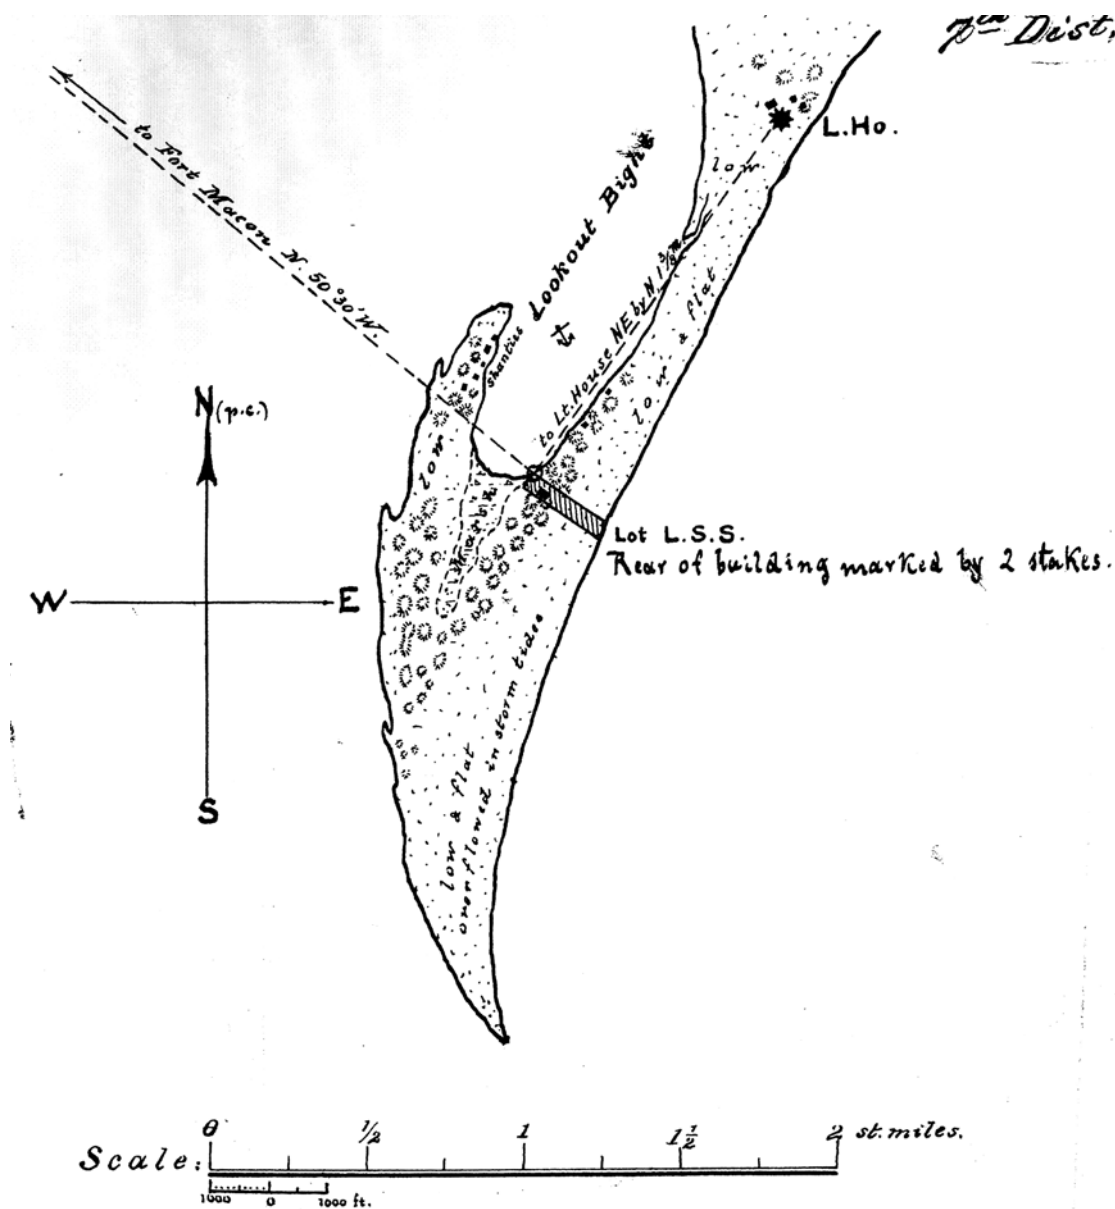 7th Dist.
L.Ho.
to Fort Macon N. 50°30' W.
Lookout Bight
low
to Lt. House NE by N 1 3/8 m
low & flat
shanties
N (p.c.)
low
marsh
Lot L.S.S.
Rear of building marked by 2 stakes.
W
E
low & flat
overflowed in storm tides
S
Scale:
0 1/2 1 1 1/2 2 st. miles.
1000 0 1000 ft.